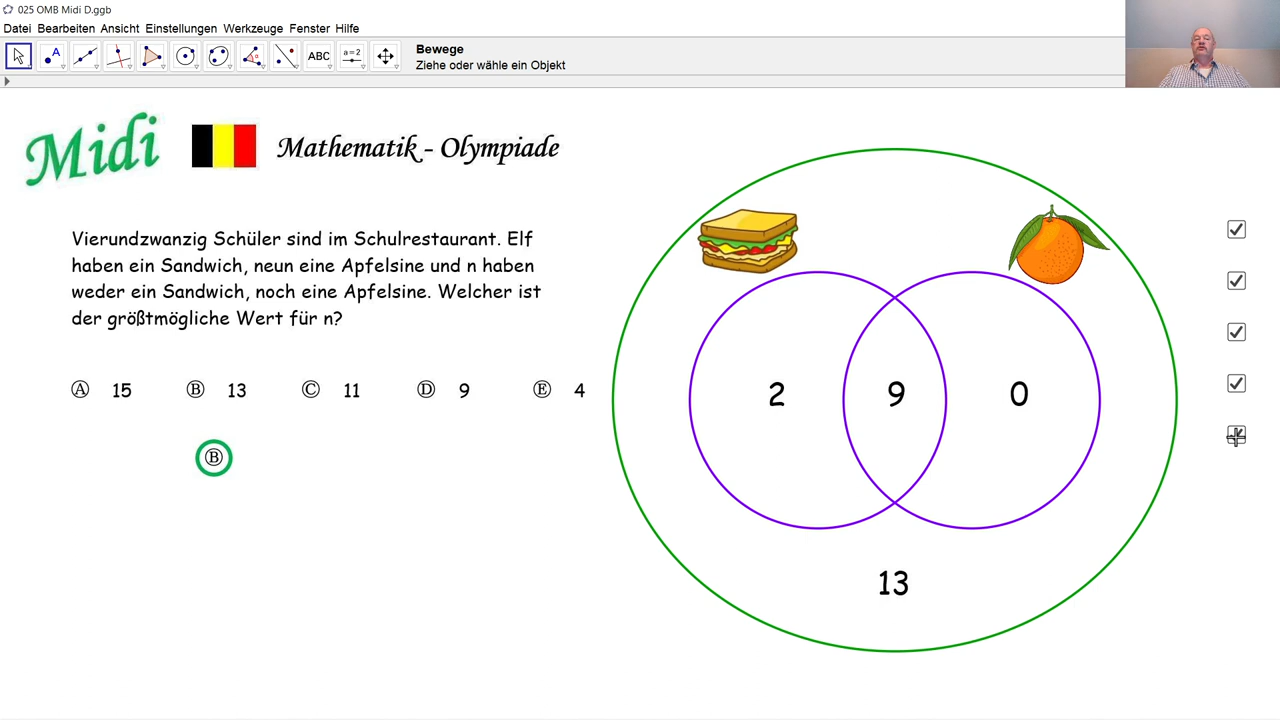 025 OMB Midi D.ggb
Datei Bearbeiten Ansicht Einstellungen Werkzeuge Fenster Hilfe
A
ABC
a=2
Bewege
Ziehe oder wähle ein Objekt
Midi
Mathematik - Olympiade
Vierundzwanzig Schüler sind im Schulrestaurant. Elf
haben ein Sandwich, neun eine Apfelsine und n haben
weder ein Sandwich, noch eine Apfelsine. Welcher ist
der größtmögliche Wert für n?
Ⓐ 15 Ⓑ 13 Ⓒ 11 Ⓓ 9 Ⓔ 4
Ⓑ
2 9 0
13